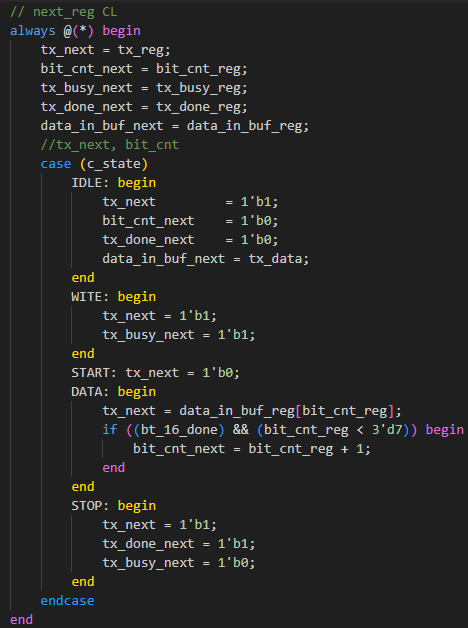 // next_reg CL
always @(*) begin
    tx_next = tx_reg;
    bit_cnt_next = bit_cnt_reg;
    tx_busy_next = tx_busy_reg;
    tx_done_next = tx_done_reg;
    data_in_buf_next = data_in_buf_reg;
    //tx_next, bit_cnt
    case (c_state)
        IDLE: begin
            tx_next         = 1'b1;
            bit_cnt_next    = 1'b0;
            tx_done_next    = 1'b0;
            data_in_buf_next = tx_data;
        end
        WITE: begin
            tx_next = 1'b1;
            tx_busy_next = 1'b1;
        end
        START: tx_next = 1'b0;
        DATA: begin
            tx_next = data_in_buf_reg[bit_cnt_reg];
            if ((bt_16_done) && (bit_cnt_reg < 3'd7)) begin
                bit_cnt_next = bit_cnt_reg + 1;
            end
        end
        STOP: begin
            tx_next = 1'b1;
            tx_done_next = 1'b1;
            tx_busy_next = 1'b0;
        end
    endcase
end